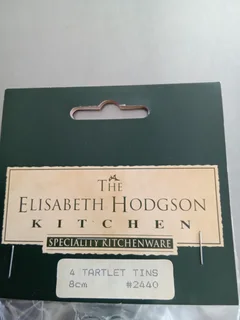 THE
ELISABETH HODGSON
KITCHEN
SPECIALITY KITCHENWARE
4 TARTLET TINS
8cm #2440